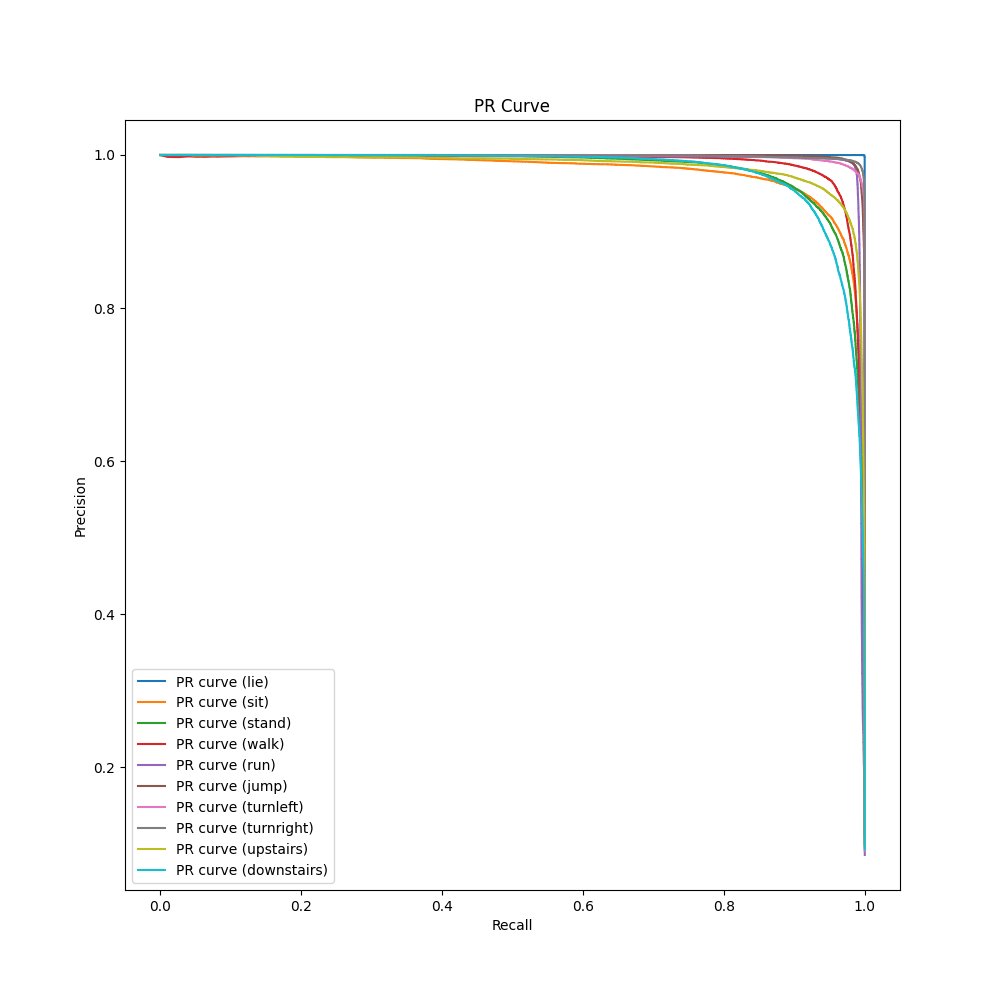 PR Curve
1.0
0.8
0.6
0.4
0.2
Precision
PR curve (lie)
PR curve (sit)
PR curve (stand)
PR curve (walk)
PR curve (run)
PR curve (jump)
PR curve (turnleft)
PR curve (turnright)
PR curve (upstairs)
PR curve (downstairs)
0.0 0.2 0.4 0.6 0.8 1.0
Recall